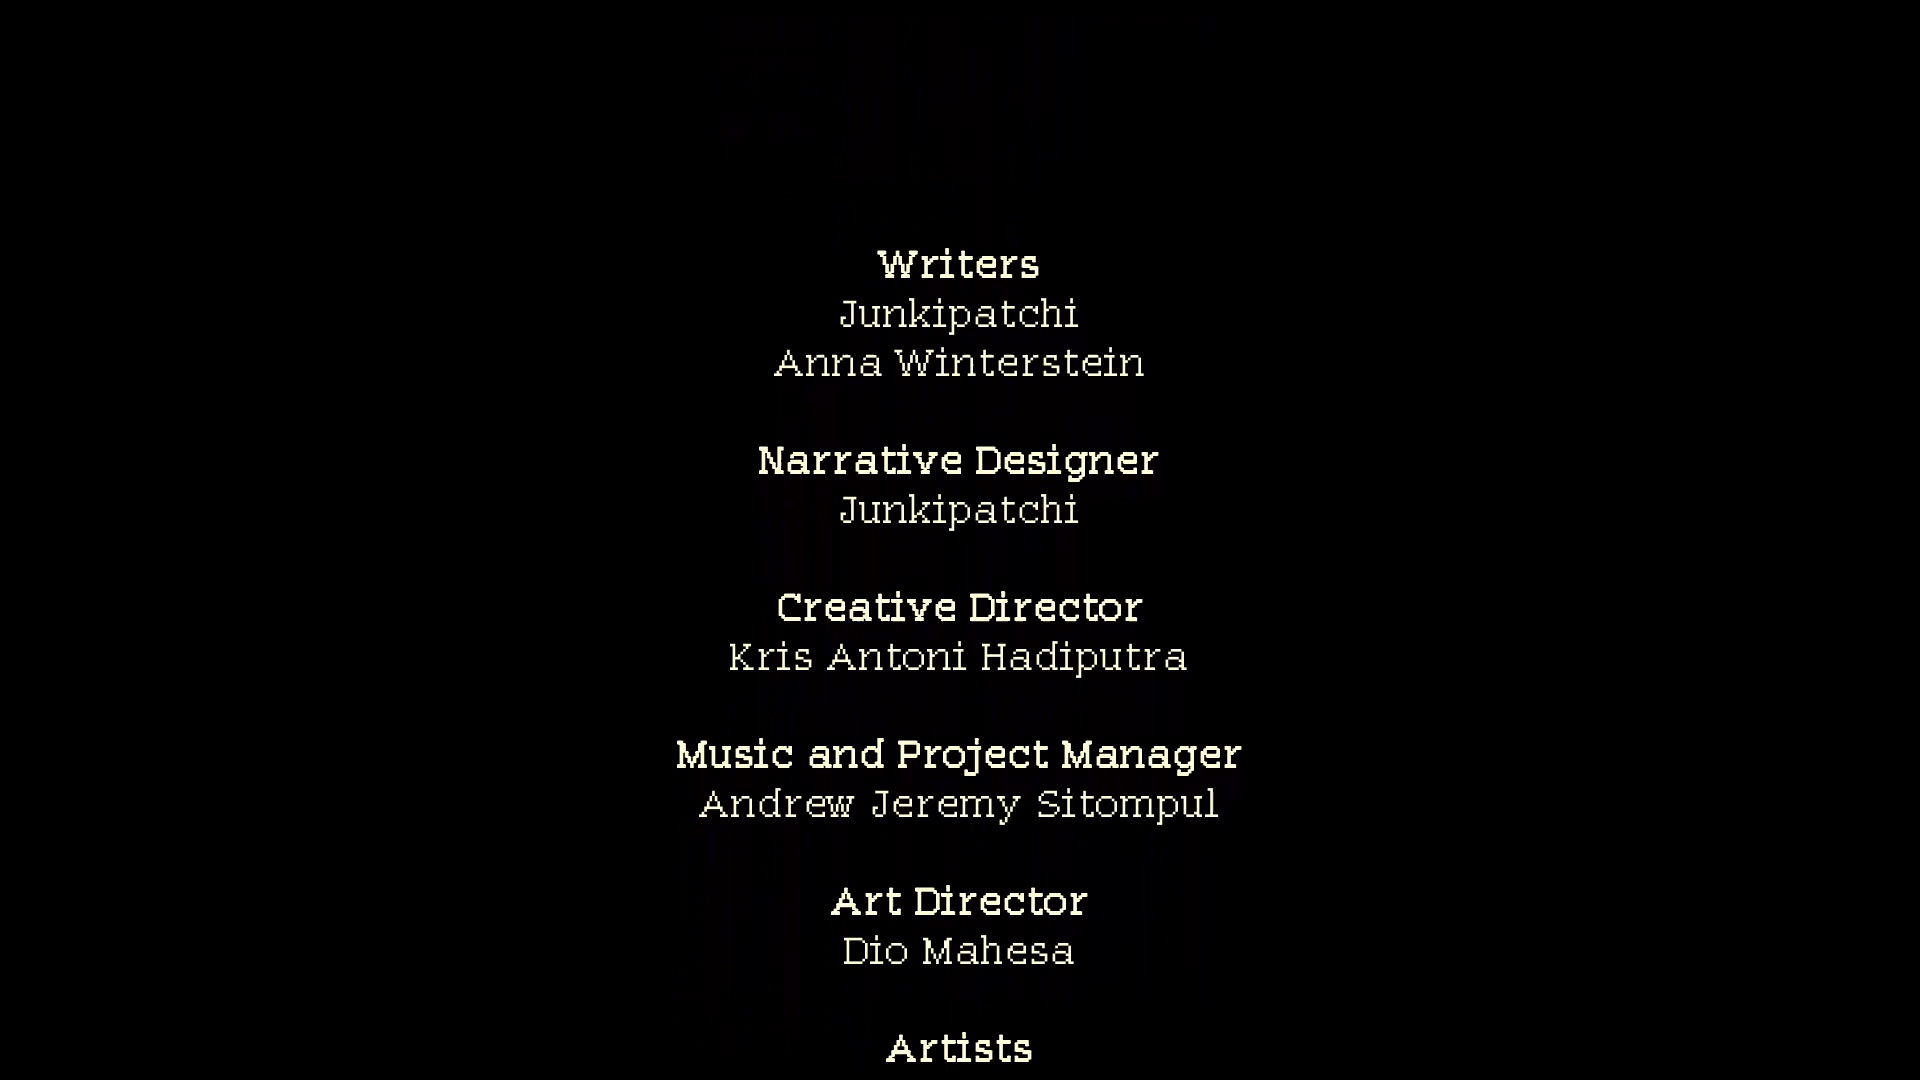 Writers
Junkipatchi
Anna Winterstein
Narrative Designer
Junkipatchi
Creative Director
Kris Antoni Hadiputra
Music and Project Manager
Andrew Jeremy Sitompul
Art Director
Dio Mahesa
Artists